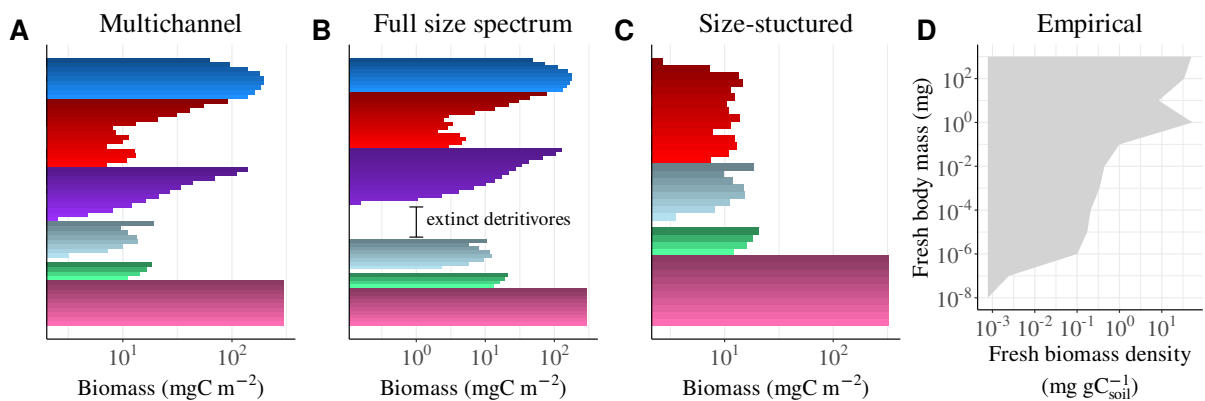 A
Multichannel
10^1
10^2
Biomass (mgC m^−2)
B
Full size spectrum
extinct detritivores
10^0
10^1
10^2
Biomass (mgC m^−2)
C
Size-stuctured
10^1
10^2
Biomass (mgC m^−2)
D
Empirical
Fresh body mass (mg)
10^2
10^0
10^−2
10^−4
10^−6
10^−8
10^−3
10^−2
10^−1
10^0
10^1
Fresh biomass density
(mg gC_soil^−1)